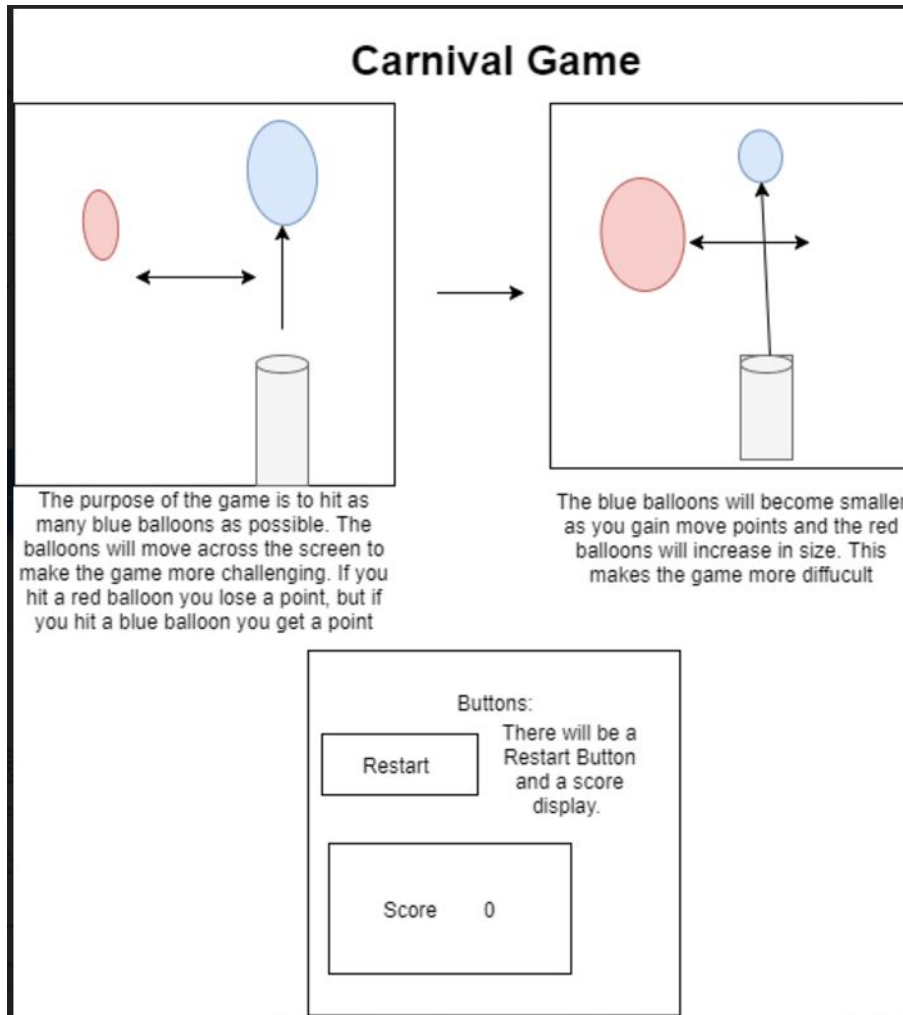 Carnival Game
The purpose of the game is to hit as
many blue balloons as possible. The
balloons will move across the screen to
make the game more challenging. If you
hit a red balloon you lose a point, but if
you hit a blue balloon you get a point
The blue balloons will become smaller
as you gain move points and the red
balloons will increase in size. This
makes the game more diffucult
Buttons:
There will be a
Restart Button
and a score
display.
Restart
Score 0